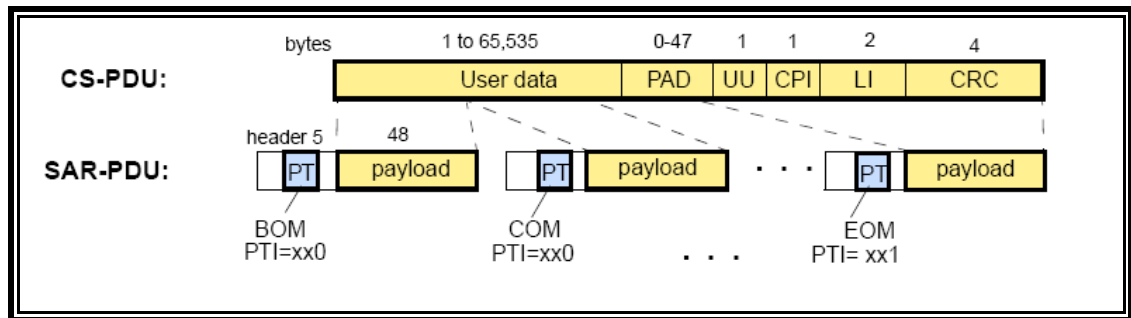 bytes 1 to 65,535 0-47 1 1 2 4
CS-PDU: User data PAD UU CPI LI CRC
header 5 48
SAR-PDU: PT payload PT payload . . . PT payload
BOM COM EOM
PTI=xx0 PTI=xx0 . . . PTI= xx1